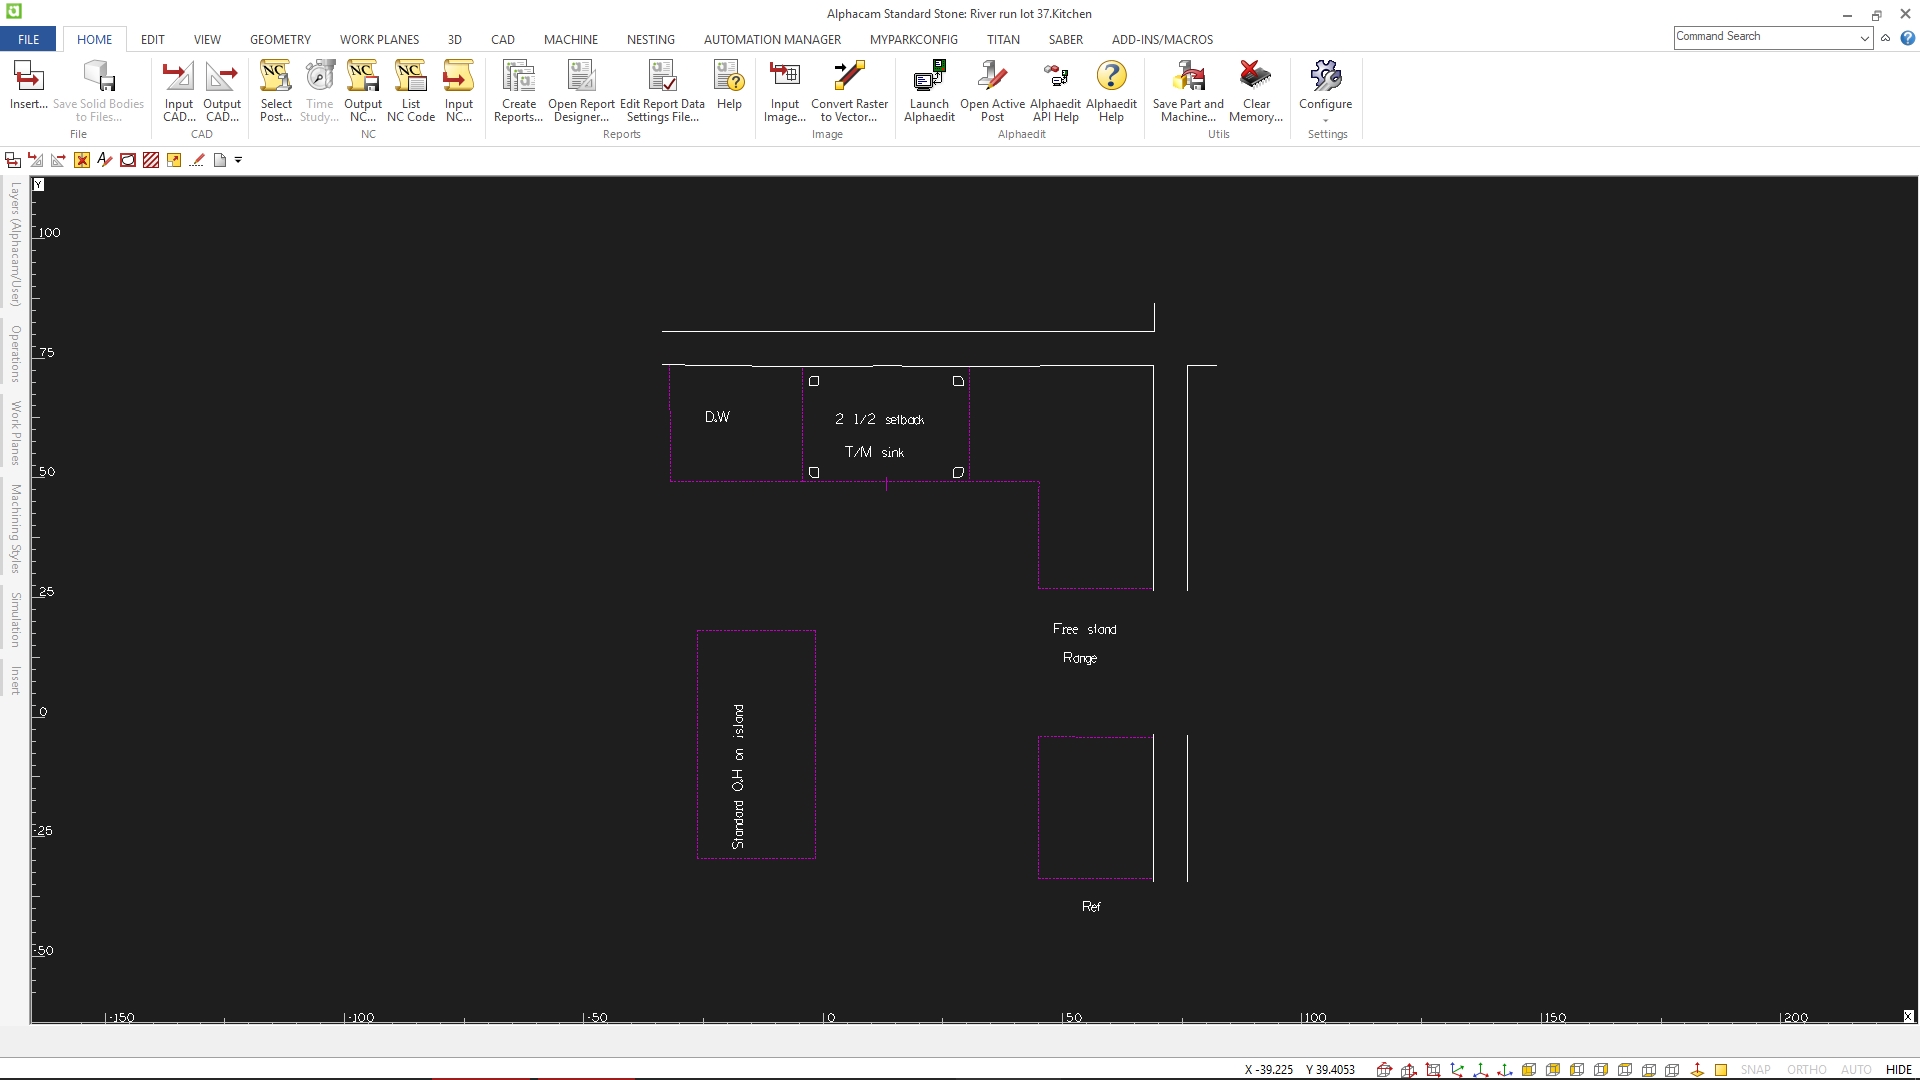 Alphacam Standard Stone: River run lot 37.Kitchen
FILE HOME EDIT VIEW GEOMETRY WORK PLANES 3D CAD MACHINE NESTING AUTOMATION MANAGER MYPARKCONFIG TITAN SABER ADD-INS/MACROS
Command Search
Insert... Save Solid Bodies to Files...
File
Input CAD... Output CAD...
CAD
Select Post... Time Study... Output NC... List NC Code Input NC...
NC
Create Reports... Open Report Designer... Edit Report Data Settings File... Help
Reports
Input Image... Convert Raster to Vector...
Image
Launch Alphaedit Open Active Post Alphaedit API Help Alphaedit Help
Alphaedit
Save Part and Machine... Clear Memory...
Utils
Configure
Settings
Layers (Alphacam/User)
Operations
Work Planes
Machining Styles
Simulation
Insert
Y
100
75
50
25
0
-25
-50
D.W
2 1/2 setback
T/M sink
Free stand
Range
Standard O.H on island
Ref
-150 -100 -50 0 50 100 150 200 X
X -39.225 Y 39.4053 SNAP ORTHO AUTO HIDE